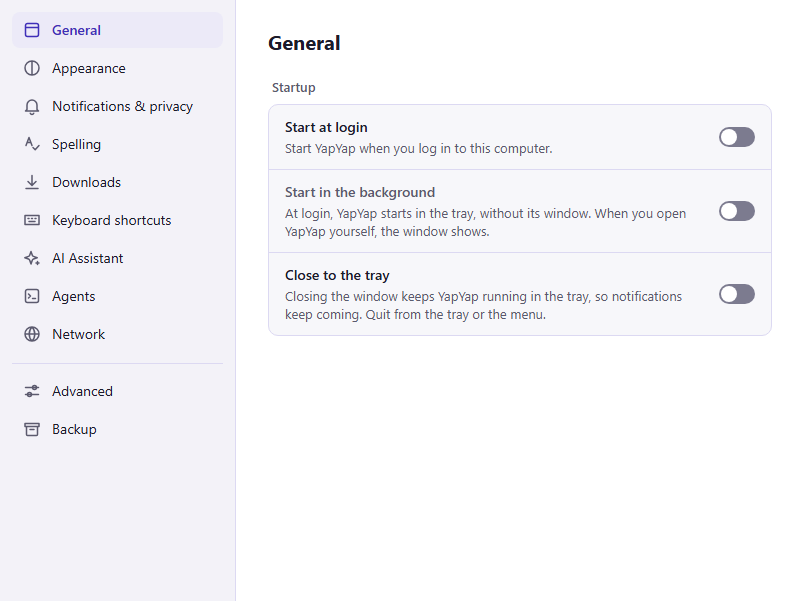 General
Appearance
Notifications & privacy
Spelling
Downloads
Keyboard shortcuts
AI Assistant
Agents
Network
Advanced
Backup
General
Startup
Start at login
Start YapYap when you log in to this computer.
Start in the background
At login, YapYap starts in the tray, without its window. When you open
YapYap yourself, the window shows.
Close to the tray
Closing the window keeps YapYap running in the tray, so notifications
keep coming. Quit from the tray or the menu.